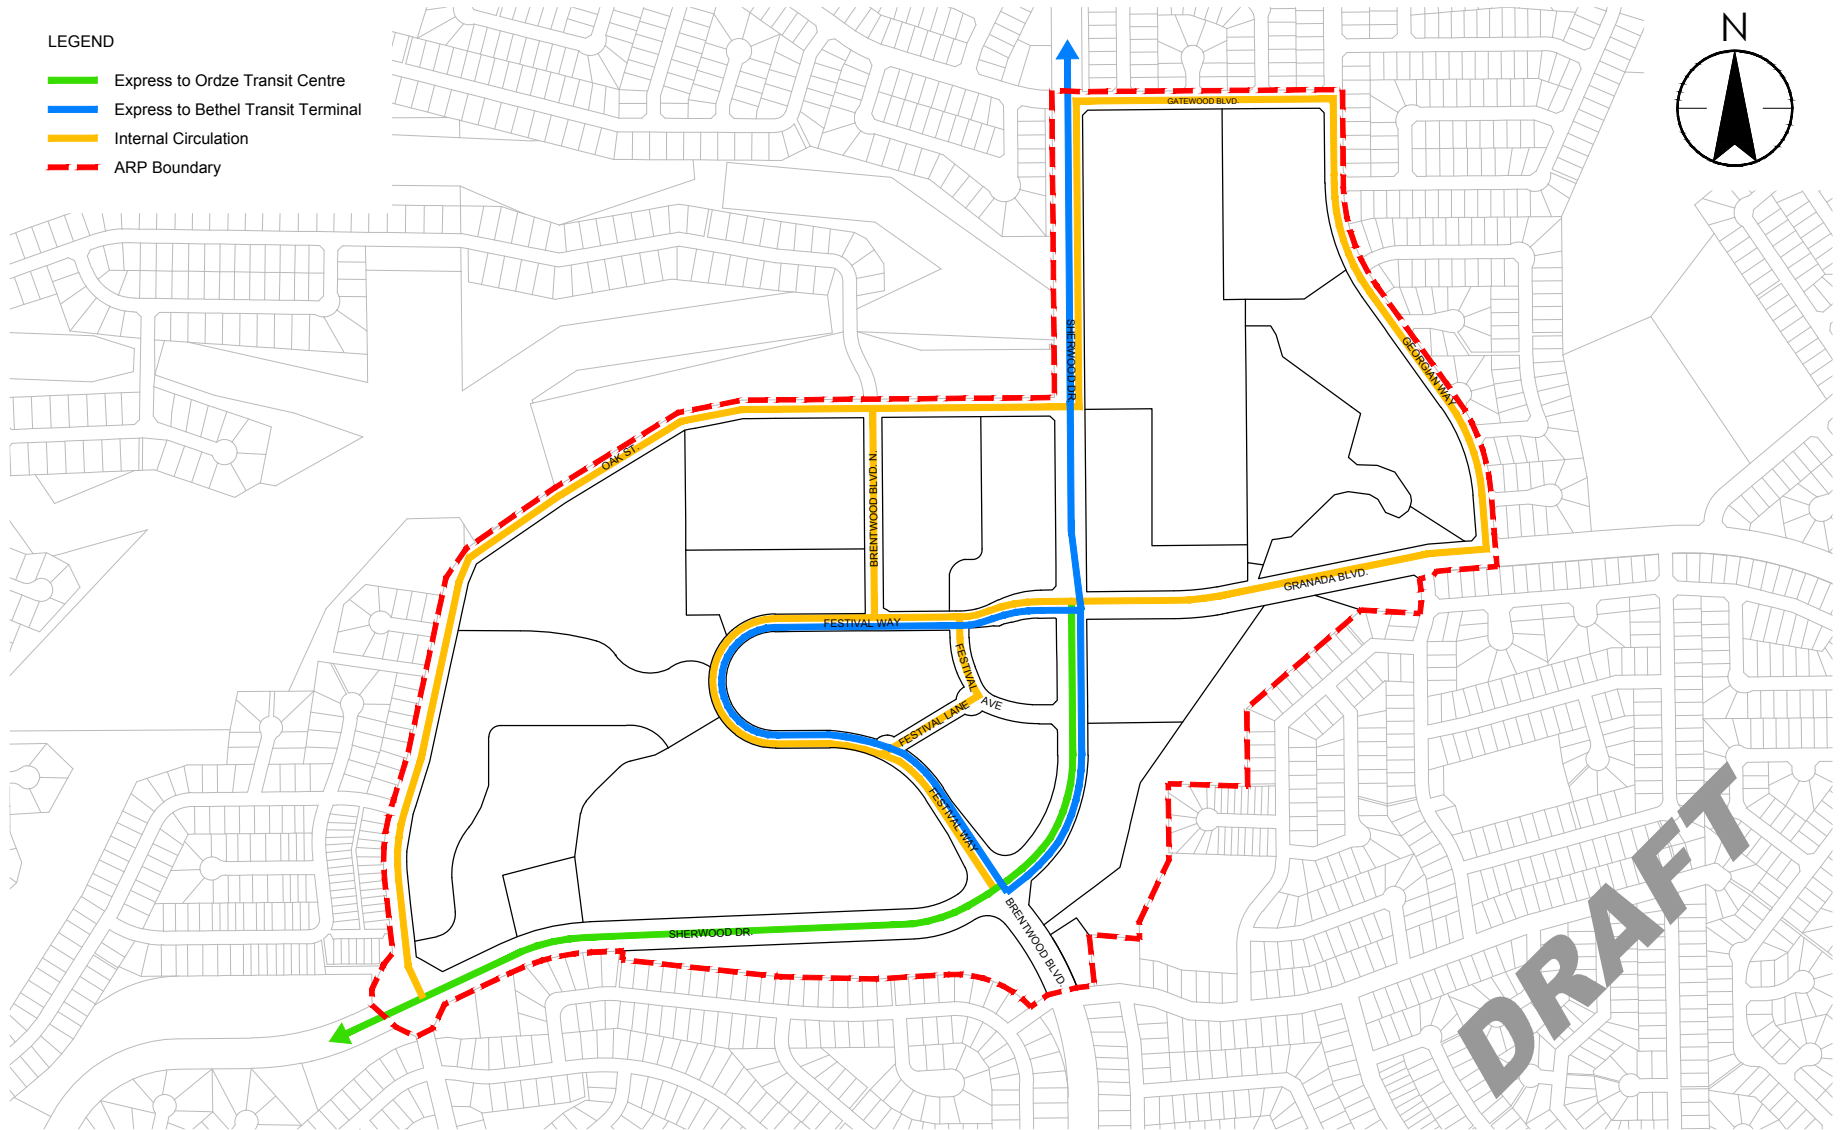 LEGEND
Express to Ordze Transit Centre
Express to Bethel Transit Terminal
Internal Circulation
ARP Boundary
N
GATEWOOD BLVD.
SHERWOOD DR.
GEORGIAN WAY
OAK ST.
BRENTWOOD BLVD. N.
GRANADA BLVD.
FESTIVAL WAY
FESTIVAL
AVE
FESTIVAL LANE
FESTIVAL WAY
SHERWOOD DR.
BRENTWOOD BLVD.
DRAFT